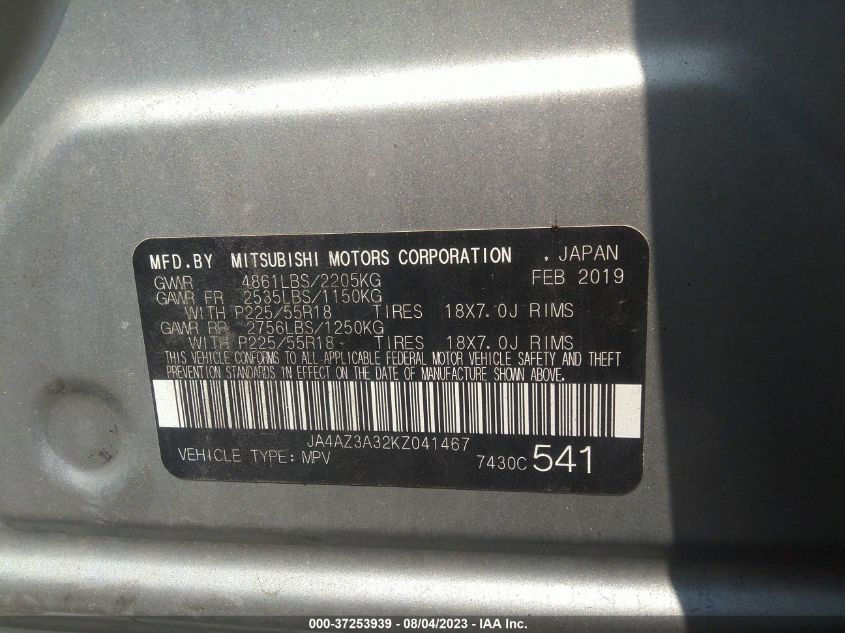 MFD.BY MITSUBISHI MOTORS CORPORATION . JAPAN
GVWR 4861LBS/2205KG FEB 2019
GAWR FR 2535LBS/1150KG
WITH P225/55R18 TIRES 18X7.0J RIMS
GAWR RR 2756LBS/1250KG
WITH P225/55R18 TIRES 18X7.0J RIMS
THIS VEHICLE CONFORMS TO ALL APPLICABLE FEDERAL MOTOR VEHICLE SAFETY AND THEFT
PREVENTION STANDARDS IN EFFECT ON THE DATE OF MANUFACTURE SHOWN ABOVE.
JA4AZ3A32KZ041467
VEHICLE TYPE: MPV 7430C 541
000-37253939 - 08/04/2023 - IAA Inc.